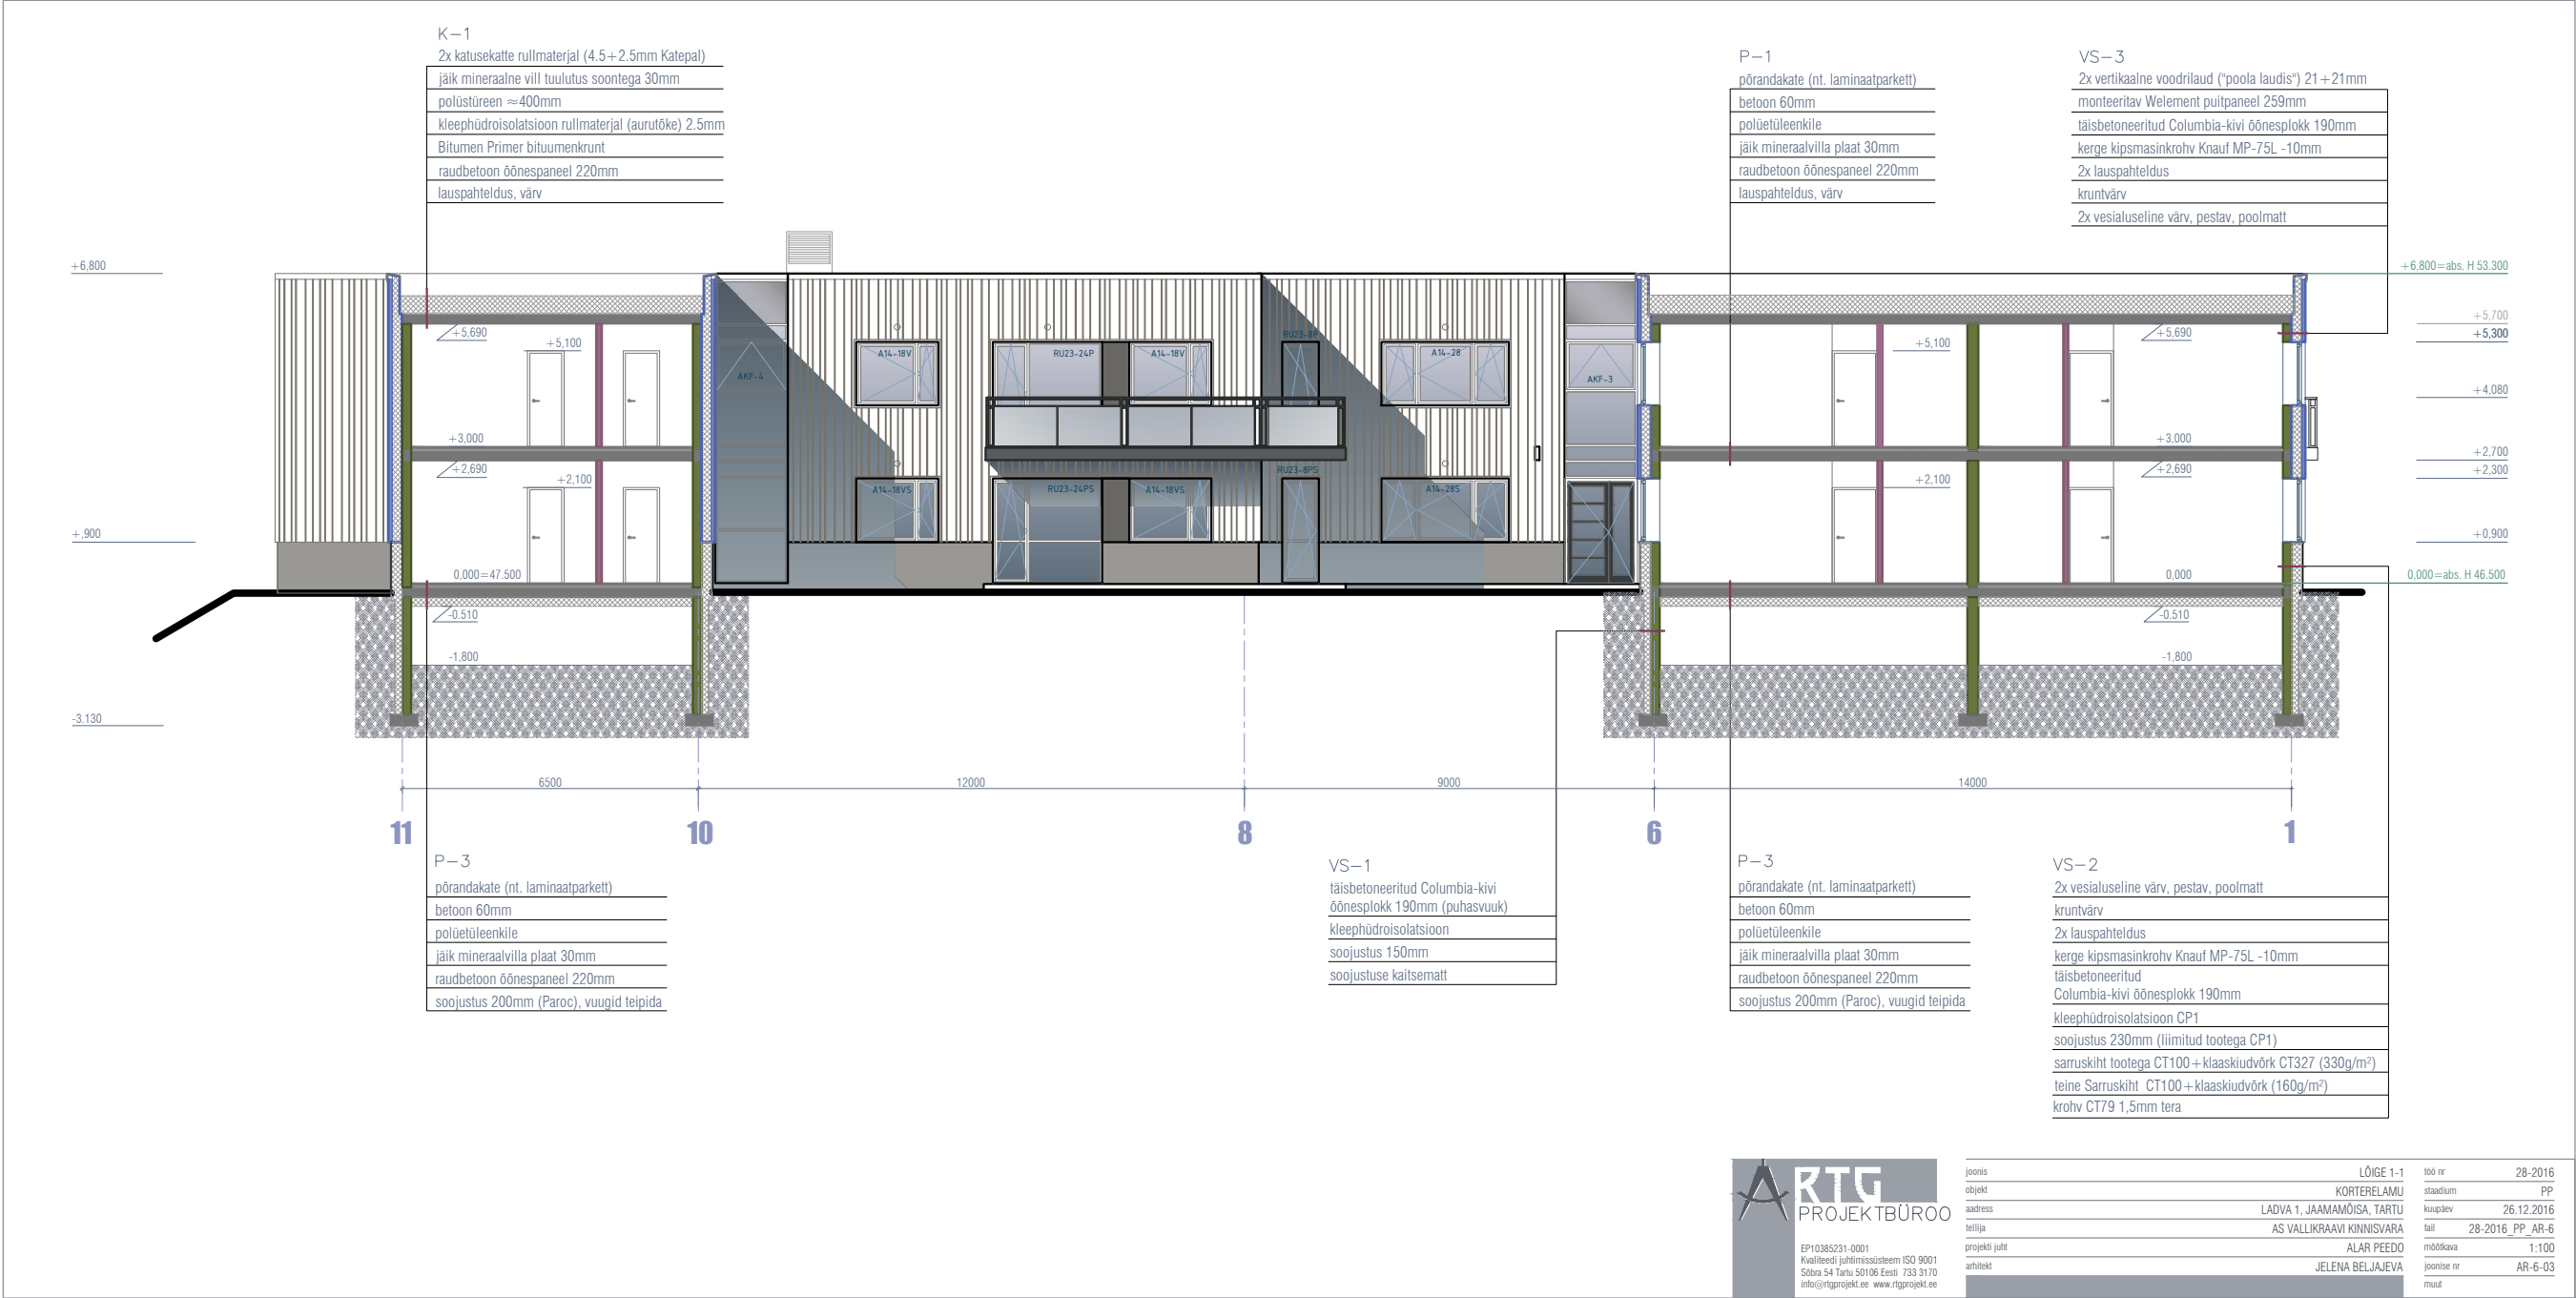 K-1
2x katusekatte rullmaterjal (4.5+2.5mm Katepal)
jäik mineraalne vill tuulutus soontega 30mm
polüstüreen ≈400mm
kleephüdroisolatsioon rullmaterjal (aurutõke) 2.5mm
Bitumen Primer bituumenkrunt
raudbetoon õõnespaneel 220mm
lauspahteldus, värv
P-1
põrandakate (nt. laminaatparkett)
betoon 60mm
polüetüleenkile
jäik mineraalvilla plaat 30mm
raudbetoon õõnespaneel 220mm
lauspahteldus, värv
VS-3
2x vertikaalne voodrilaud ("poola laudis") 21+21mm
monteeritav Welement puitpaneel 259mm
täisbetoneeritud Columbia-kivi õõnesplokk 190mm
kerge kipsmasinkrohv Knauf MP-75L -10mm
2x lauspahteldus
kruntvärv
2x vesialuseline värv, pestav, poolmatt
+6,800
+,900
-3.130
+5,690
+5,100
+3,000
+2,690
+2,100
0,000=47.500
-0.510
-1,800
AKF-4
A14-18V
RU23-24P
A14-18V
RU23-8P
A14-28
AKF-3
A14-18VS
RU23-24PS
A14-18VS
RU23-8PS
A14-28S
+5,100
+5,690
+3,000
+2,690
+2,100
0,000
-0.510
-1,800
+6,800=abs. H 53.300
+5,700
+5,300
+4,080
+2,700
+2,300
+0,900
0,000=abs. H 46.500
6500
12000
9000
14000
11
10
8
6
1
P-3
põrandakate (nt. laminaatparkett)
betoon 60mm
polüetüleenkile
jäik mineraalvilla plaat 30mm
raudbetoon õõnespaneel 220mm
soojustus 200mm (Paroc), vuugid teipida
VS-1
täisbetoneeritud Columbia-kivi
õõnesplokk 190mm (puhasvuuk)
kleephüdroisolatsioon
soojustus 150mm
soojustuse kaitsematt
P-3
põrandakate (nt. laminaatparkett)
betoon 60mm
polüetüleenkile
jäik mineraalvilla plaat 30mm
raudbetoon õõnespaneel 220mm
soojustus 200mm (Paroc), vuugid teipida
VS-2
2x vesialuseline värv, pestav, poolmatt
kruntvärv
2x lauspahteldus
kerge kipsmasinkrohv Knauf MP-75L -10mm
täisbetoneeritud
Columbia-kivi õõnesplokk 190mm
kleephüdroisolatsioon CP1
soojustus 230mm (liimitud tootega CP1)
sarruskiht tootega CT100+klaaskiudvõrk CT327 (330g/m²)
teine Sarruskiht CT100+klaaskiudvõrk (160g/m²)
krohv CT79 1,5mm tera
RTG
PROJEKTBÜROO
EP10385231-0001
Kvaliteedi juhtimissüsteem ISO 9001
Sõbra 54 Tartu 50106 Eesti 733 3170
info@rtgprojekt.ee www.rtgprojekt.ee
joonis LÕIGE 1-1
objekt KORTERELAMU
aadress LADVA 1, JAAMAMÕISA, TARTU
tellija AS VALLIKRAAVI KINNISVARA
projekti juht ALAR PEEDO
arhitekt JELENA BELJAJEVA
töö nr 28-2016
staadium PP
kuupäev 26.12.2016
fail 28-2016_PP_AR-6
mõõtkava 1:100
joonise nr AR-6-03
muut